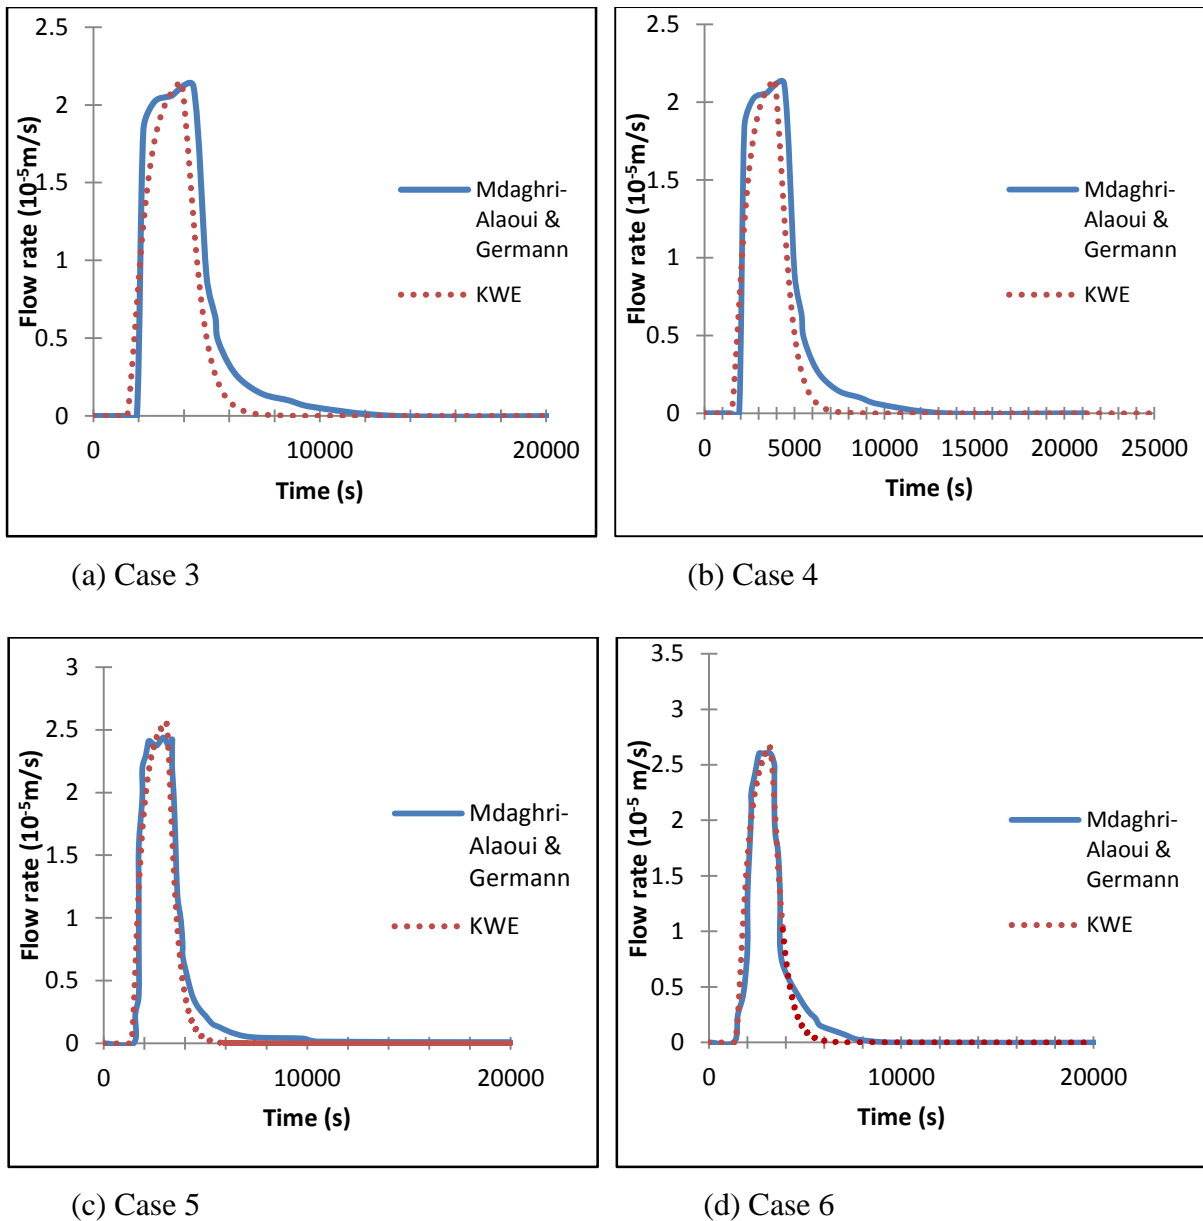 2.5
2
1.5
1
0.5
0
Flow rate (10⁻⁵m/s)
0
10000
20000
Time (s)
Mdaghri-
Alaoui &
Germann
KWE
(a) Case 3
2.5
2
1.5
1
0.5
0
Flow rate (10⁻⁵m/s)
0
5000
10000
15000
20000
25000
Time (s)
Mdaghri-
Alaoui &
Germann
KWE
(b) Case 4
3
2.5
2
1.5
1
0.5
0
Flow rate (10⁻⁵m/s)
0
10000
20000
Time (s)
Mdaghri-
Alaoui &
Germann
KWE
(c) Case 5
3.5
3
2.5
2
1.5
1
0.5
0
Flow rate (10⁻⁵ m/s)
0
10000
20000
Time (s)
Mdaghri-
Alaoui &
Germann
KWE
(d) Case 6